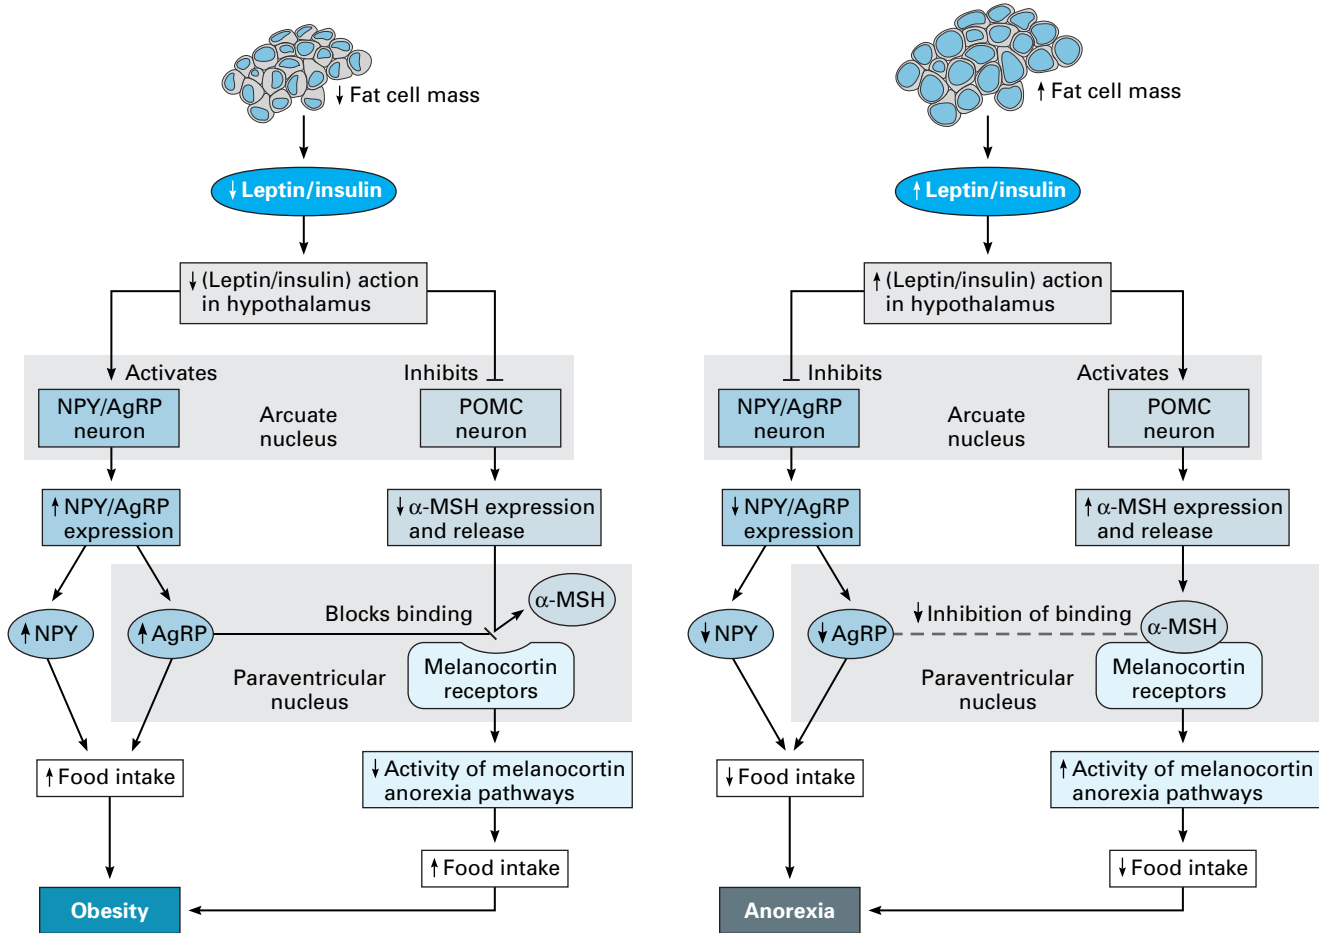 ↓ Fat cell mass
↓ Leptin/insulin
↓ (Leptin/insulin) action
in hypothalamus
Activates
Inhibits
NPY/AgRP
neuron
Arcuate
nucleus
POMC
neuron
↑ NPY/AgRP
expression
↓ α-MSH expression
and release
↑ NPY
↑ AgRP
Blocks binding
α-MSH
Paraventricular
nucleus
Melanocortin
receptors
↑ Food intake
↓ Activity of melanocortin
anorexia pathways
↑ Food intake
Obesity
↑ Fat cell mass
↑ Leptin/insulin
↑ (Leptin/insulin) action
in hypothalamus
Inhibits
Activates
NPY/AgRP
neuron
Arcuate
nucleus
POMC
neuron
↓ NPY/AgRP
expression
↑ α-MSH expression
and release
↓ NPY
↓ AgRP
↓ Inhibition of binding
α-MSH
Paraventricular
nucleus
Melanocortin
receptors
↓ Food intake
↑ Activity of melanocortin
anorexia pathways
↓ Food intake
Anorexia